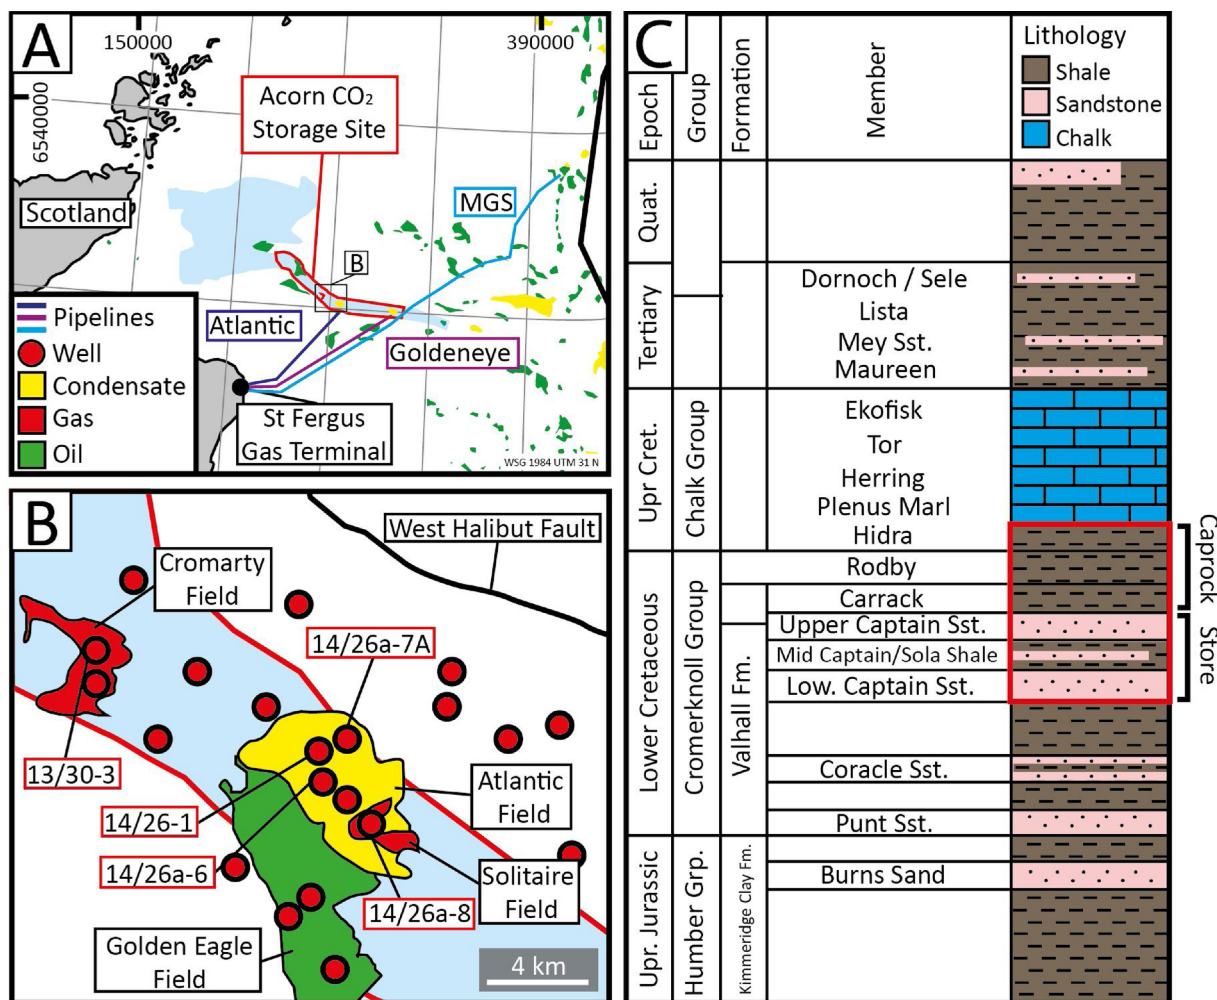 A
150000
390000
6540000
Acorn CO₂
Storage Site
Scotland
MGS
B
Atlantic
Goldeneye
Pipelines
Well
Condensate
Gas
Oil
St Fergus
Gas Terminal
WSG 1984 UTM 31 N
B
West Halibut Fault
Cromarty
Field
14/26a-7A
13/30-3
14/26-1
14/26a-6
Atlantic
Field
Solitaire
Field
14/26a-8
Golden Eagle
Field
4 km
C
Epoch
Group
Formation
Member
Lithology
Shale
Sandstone
Chalk
Quat.
Tertiary
Dornoch / Sele
Lista
Mey Sst.
Maureen
Upr Cret.
Chalk Group
Ekofisk
Tor
Herring
Plenus Marl
Hidra
Lower Cretaceous
Cromerknoll Group
Rodby
Carrack
Valhall Fm.
Upper Captain Sst.
Mid Captain/Sola Shale
Low. Captain Sst.
Coracle Sst.
Punt Sst.
Upr. Jurassic
Humber Grp.
Kimmeridge Clay Fm.
Burns Sand
Caprock
Store